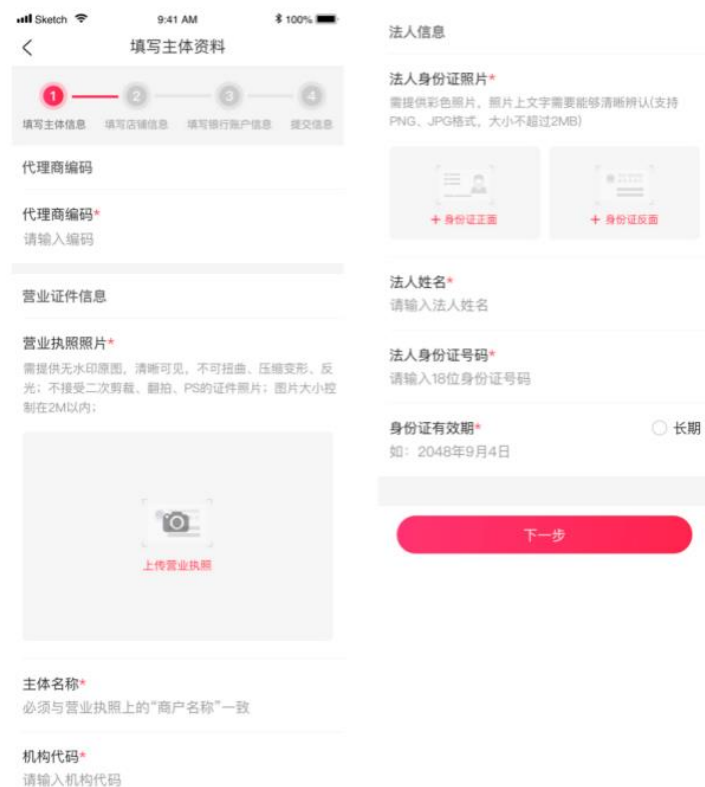 Sketch 9:41 AM 100%
填写主体资料
1 2 3 4
填写主体信息 填写店铺信息 填写银行账户信息 提交信息
代理商编码
代理商编码*
请输入编码
营业证件信息
营业执照照片*
需提供无水印原图，清晰可见，不可扭曲、压缩变形、反
光；不接受二次剪裁、翻拍、PS的证件照片；图片大小控
制在2M以内；
上传营业执照
主体名称*
必须与营业执照上的“商户名称”一致
机构代码*
请输入机构代码
法人信息
法人身份证照片*
需提供彩色照片，照片上文字需要能够清晰辨认(支持
PNG、JPG格式，大小不超过2MB)
+ 身份证正面 + 身份证反面
法人姓名*
请输入法人姓名
法人身份证号码*
请输入18位身份证号码
身份证有效期* 长期
如：2048年9月4日
下一步